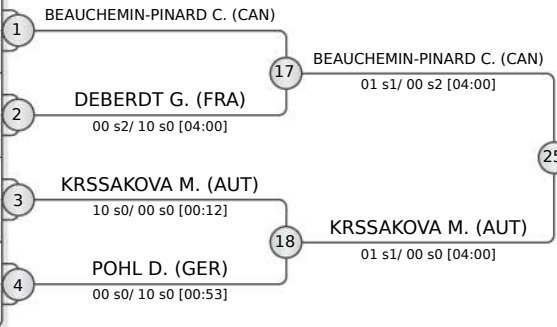 1
BEAUCHEMIN-PINARD C. (CAN)
17
BEAUCHEMIN-PINARD C. (CAN)
01 s1/ 00 s2 [04:00]
2
DEBERDT G. (FRA)
00 s2/ 10 s0 [04:00]
25
3
KRSSAKOVA M. (AUT)
10 s0/ 00 s0 [00:12]
18
KRSSAKOVA M. (AUT)
01 s1/ 00 s0 [04:00]
4
POHL D. (GER)
00 s0/ 10 s0 [00:53]